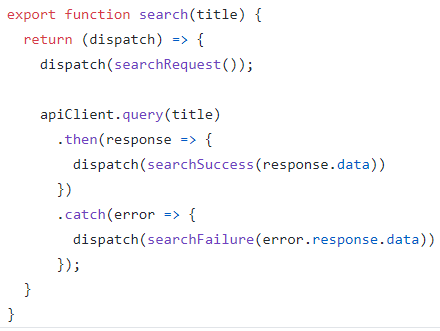 export function search(title) {
  return (dispatch) => {
    dispatch(searchRequest());

    apiClient.query(title)
      .then(response => {
        dispatch(searchSuccess(response.data))
      })
      .catch(error => {
        dispatch(searchFailure(error.response.data))
      });
  }
}